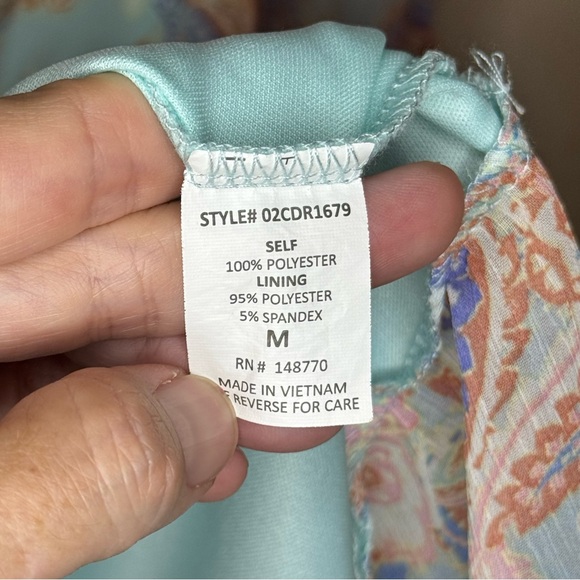 STYLE# 02CDR1679
SELF
100% POLYESTER
LINING
95% POLYESTER
5% SPANDEX
M
RN# 148770
MADE IN VIETNAM
REVERSE FOR CARE